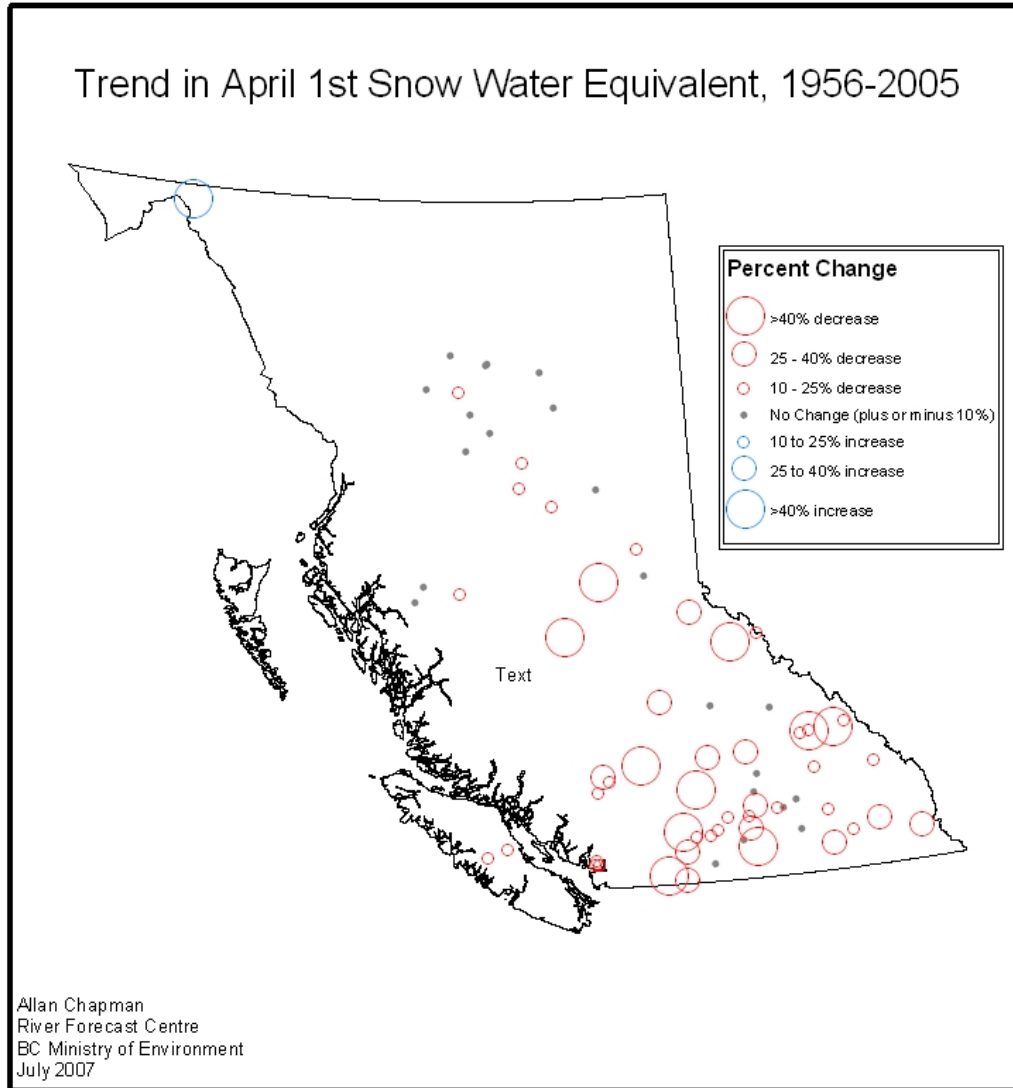 Trend in April 1st Snow Water Equivalent, 1956-2005
Percent Change
>40% decrease
25 - 40% decrease
10 - 25% decrease
No Change (plus or minus 10%)
10 to 25% increase
25 to 40% increase
>40% increase
Text
Allan Chapman
River Forecast Centre
BC Ministry of Environment
July 2007